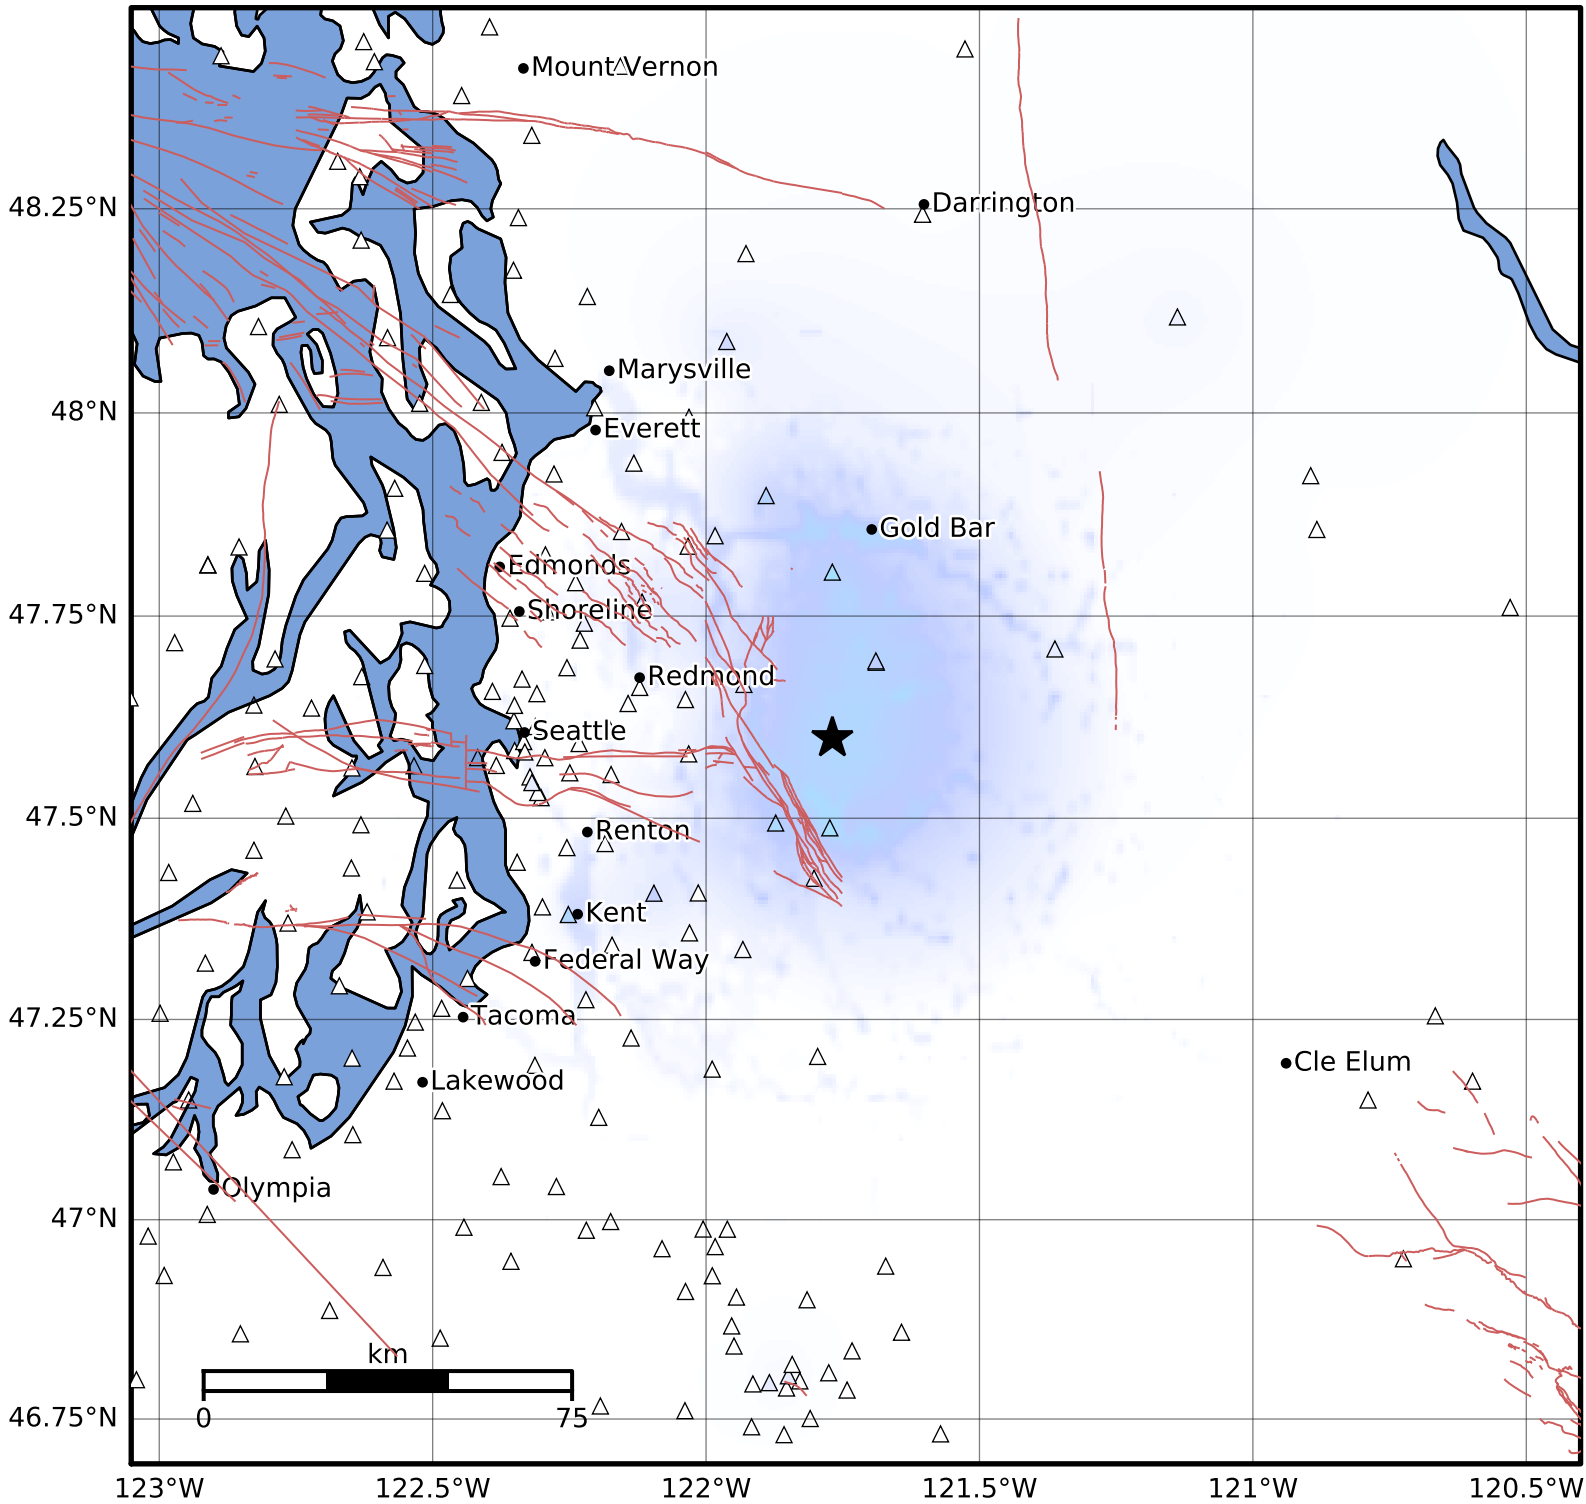 Mount Vernon
48.25°N
Darrington
Marysville
48°N
Everett
Gold Bar
Edmonds
47.75°N
Shoreline
Redmond
Seattle
47.5°N
Renton
Kent
Federal Way
47.25°N
Tacoma
Cle Elum
Lakewood
Olympia
47°N
km
0 75
46.75°N
123°W 122.5°W 122°W 121.5°W 121°W 120.5°W